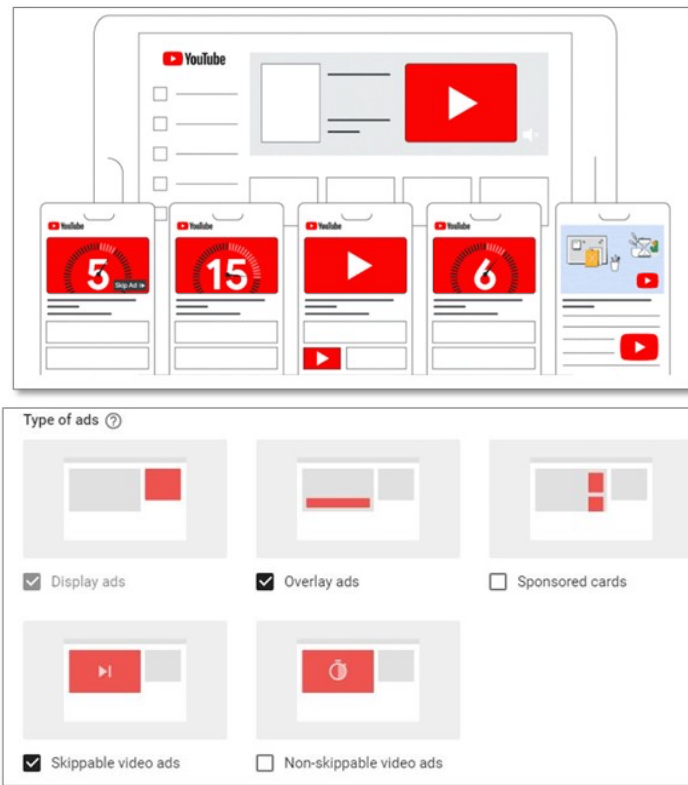 YouTube
YouTube
YouTube
YouTube
YouTube
5
Skip Ad
15
6
Type of ads ?
Display ads
Overlay ads
Sponsored cards
Skippable video ads
Non-skippable video ads